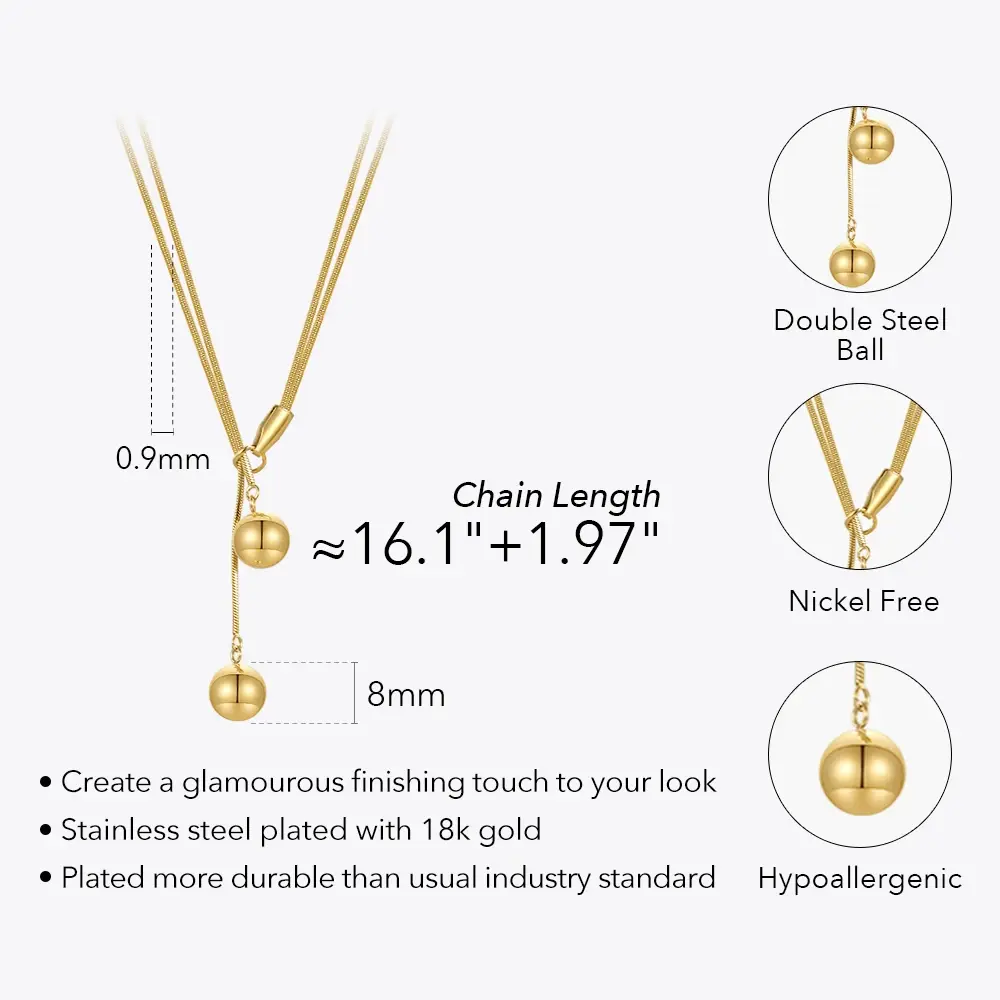 0.9mm
Chain Length
≈16.1"+1.97"
8mm
• Create a glamourous finishing touch to your look
• Stainless steel plated with 18k gold
• Plated more durable than usual industry standard
Double Steel
Ball
Nickel Free
Hypoallergenic